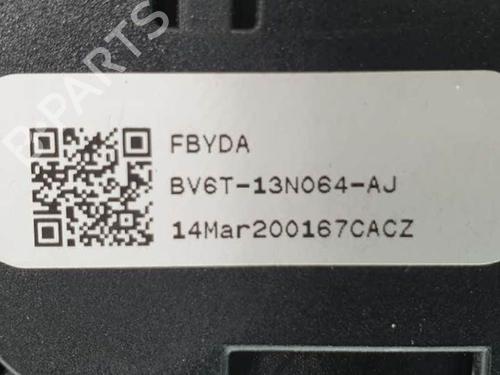 B-PARTS
FBYDA
BV6T-13N064-AJ
14Mar200167CACZ